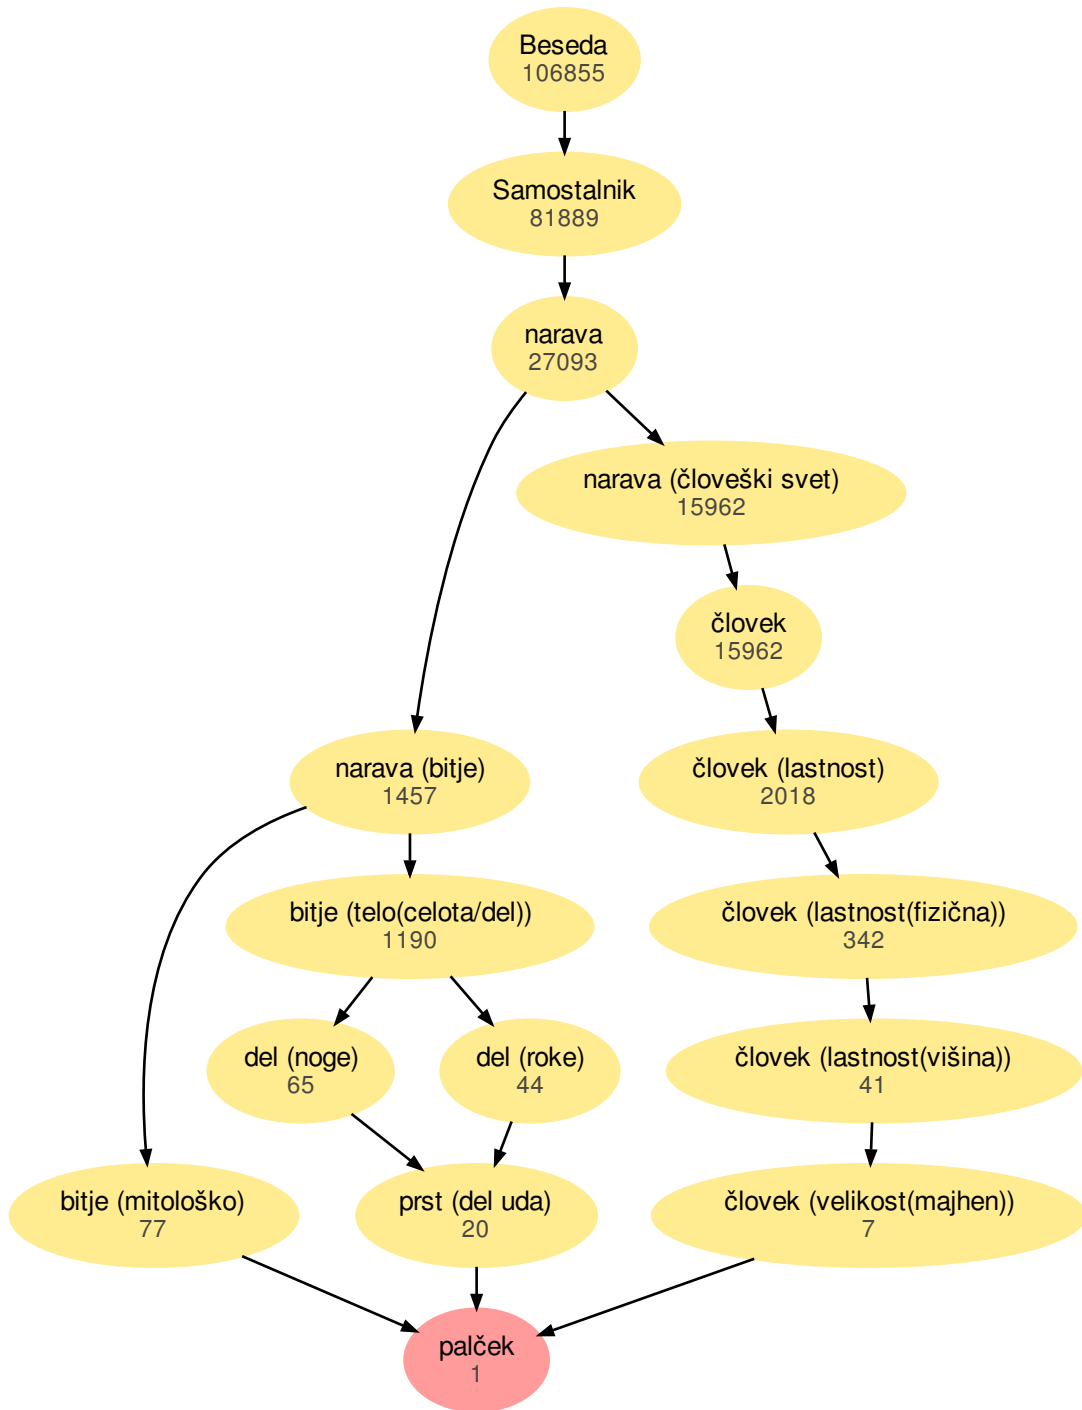 Beseda
106855
Samostalnik
81889
narava
27093
narava (človeški svet)
15962
človek
15962
narava (bitje)
1457
človek (lastnost)
2018
bitje (telo(celota/del))
1190
človek (lastnost(fizična))
342
del (noge)
65
del (roke)
44
človek (lastnost(višina))
41
bitje (mitološko)
77
prst (del uda)
20
človek (velikost(majhen))
7
palček
1